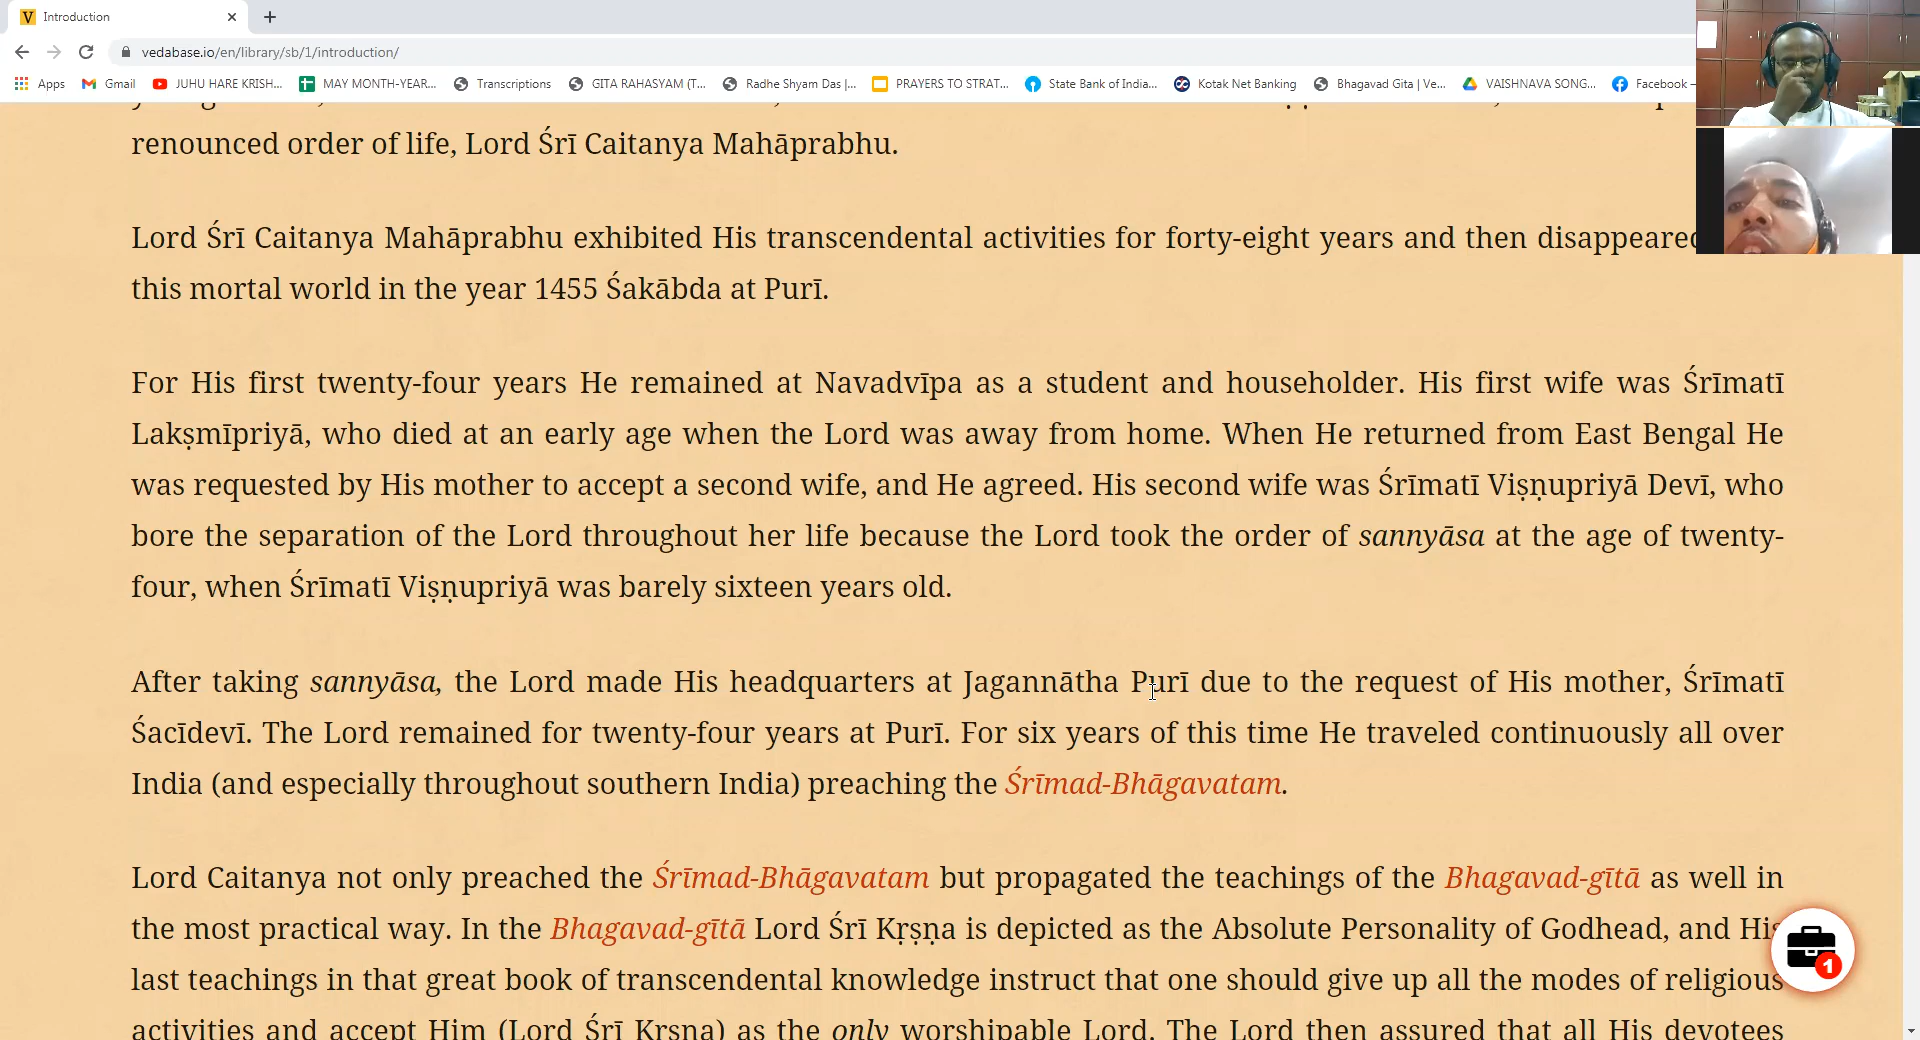 Introduction
vedabase.io/en/library/sb/1/introduction/
Apps Gmail JUHU HARE KRISH... MAY MONTH-YEAR... Transcriptions GITA RAHASYAM (T... Radhe Shyam Das |... PRAYERS TO STRAT... State Bank of India... Kotak Net Banking Bhagavad Gita | Ve... VAISHNAVA SONG... Facebook –
renounced order of life, Lord Śrī Caitanya Mahāprabhu.
Lord Śrī Caitanya Mahāprabhu exhibited His transcendental activities for forty-eight years and then disappeared
this mortal world in the year 1455 Śakābda at Purī.
For His first twenty-four years He remained at Navadvīpa as a student and householder. His first wife was Śrīmatī
Lakṣmīpriyā, who died at an early age when the Lord was away from home. When He returned from East Bengal He
was requested by His mother to accept a second wife, and He agreed. His second wife was Śrīmatī Viṣṇupriyā Devī, who
bore the separation of the Lord throughout her life because the Lord took the order of sannyāsa at the age of twenty-
four, when Śrīmatī Viṣṇupriyā was barely sixteen years old.
After taking sannyāsa, the Lord made His headquarters at Jagannātha Purī due to the request of His mother, Śrīmatī
Śacīdevī. The Lord remained for twenty-four years at Purī. For six years of this time He traveled continuously all over
India (and especially throughout southern India) preaching the Śrīmad-Bhāgavatam.
Lord Caitanya not only preached the Śrīmad-Bhāgavatam but propagated the teachings of the Bhagavad-gītā as well in
the most practical way. In the Bhagavad-gītā Lord Śrī Kṛṣṇa is depicted as the Absolute Personality of Godhead, and His
last teachings in that great book of transcendental knowledge instruct that one should give up all the modes of religious
activities and accept Him (Lord Śrī Kṛṣṇa) as the only worshipable Lord. The Lord then assured that all His devotees
1